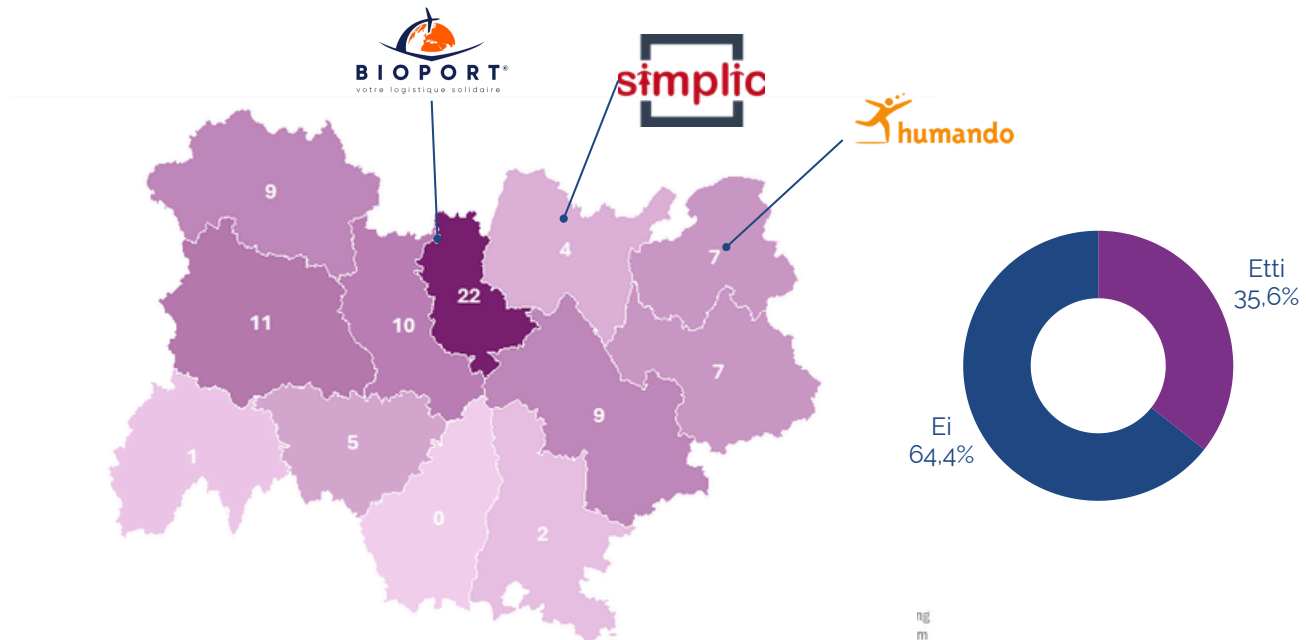 BIOPORT®
votre logistique solidaire
simplic
humando
9
4
7
22
11
10
7
9
5
1
0
2
Etti
35,6%
Ei
64,4%
ng
m